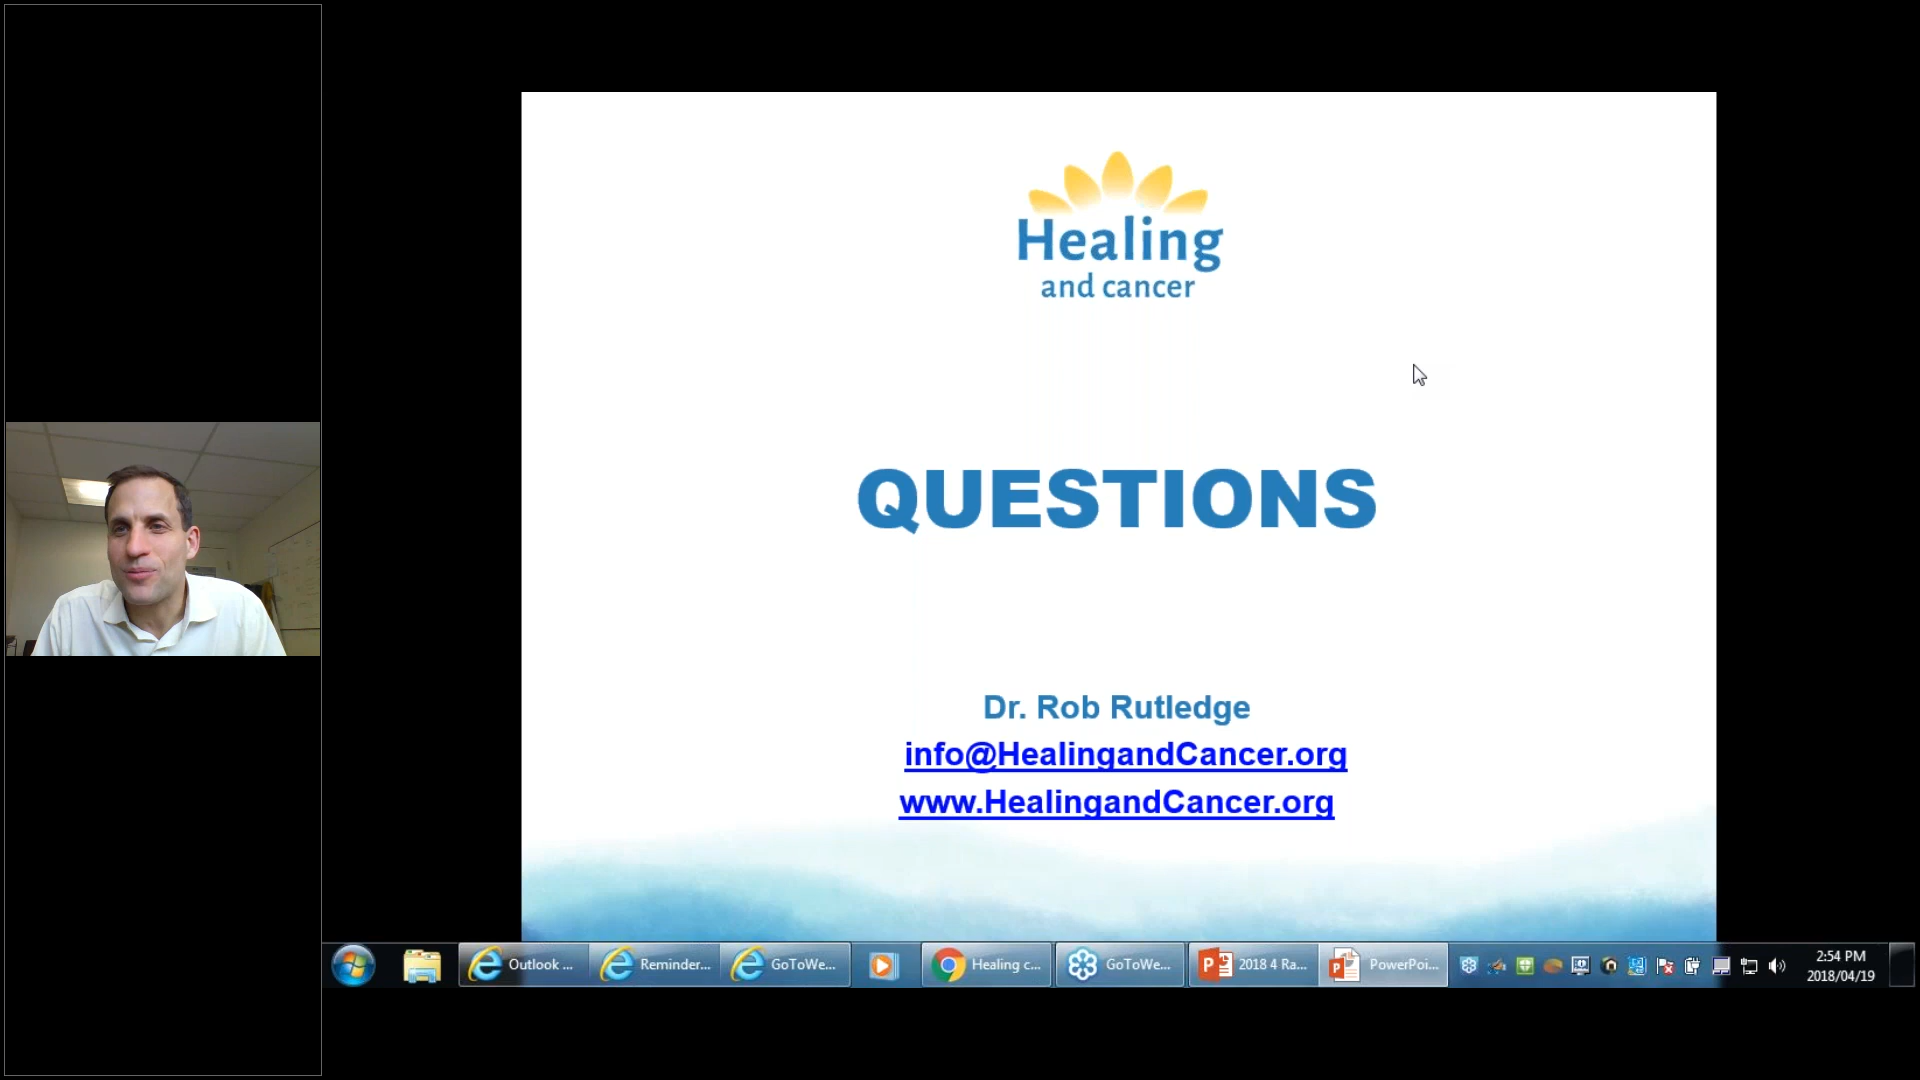 Healing
and cancer
QUESTIONS
Dr. Rob Rutledge
info@HealingandCancer.org
www.HealingandCancer.org
Outlook ...
Reminder...
GoToWe...
Healing c...
GoToWe...
2018 4 Ra...
PowerPoi...
2:54 PM
2018/04/19